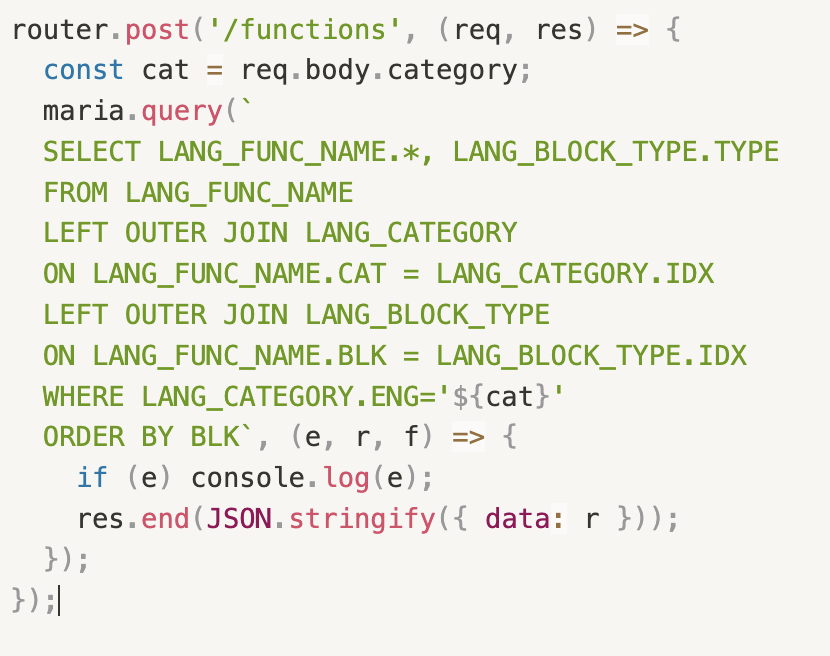 router.post('/functions', (req, res) => {
  const cat = req.body.category;
  maria.query(`
  SELECT LANG_FUNC_NAME.*, LANG_BLOCK_TYPE.TYPE
  FROM LANG_FUNC_NAME
  LEFT OUTER JOIN LANG_CATEGORY
  ON LANG_FUNC_NAME.CAT = LANG_CATEGORY.IDX
  LEFT OUTER JOIN LANG_BLOCK_TYPE
  ON LANG_FUNC_NAME.BLK = LANG_BLOCK_TYPE.IDX
  WHERE LANG_CATEGORY.ENG='${cat}'
  ORDER BY BLK`, (e, r, f) => {
    if (e) console.log(e);
    res.end(JSON.stringify({ data: r }));
  });
});